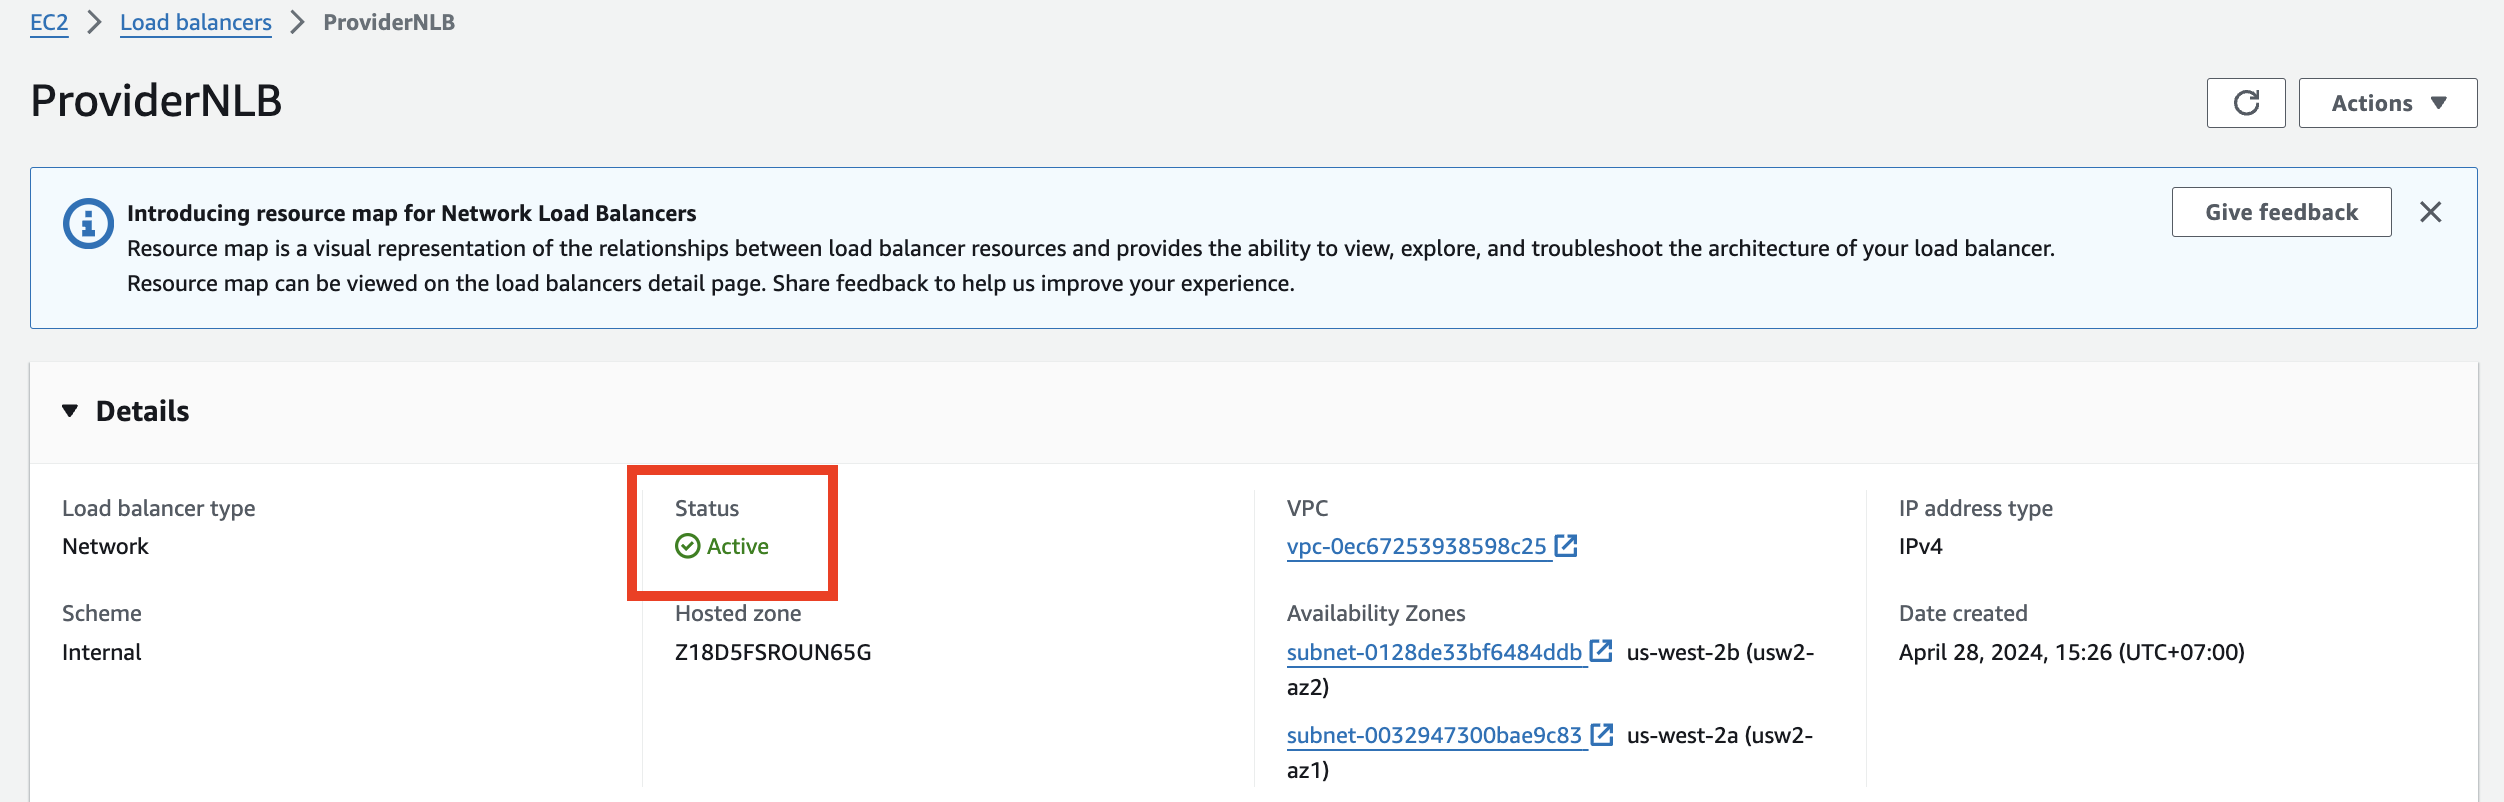 EC2 > Load balancers > ProviderNLB
ProviderNLB
Actions
Introducing resource map for Network Load Balancers
Give feedback
Resource map is a visual representation of the relationships between load balancer resources and provides the ability to view, explore, and troubleshoot the architecture of your load balancer.
Resource map can be viewed on the load balancers detail page. Share feedback to help us improve your experience.
Details
Load balancer type
Network
Scheme
Internal
Status
Active
Hosted zone
Z18D5FSROUN65G
VPC
vpc-0ec67253938598c25
Availability Zones
subnet-0128de33bf6484ddb us-west-2b (usw2-
az2)
subnet-0032947300bae9c83 us-west-2a (usw2-
az1)
IP address type
IPv4
Date created
April 28, 2024, 15:26 (UTC+07:00)